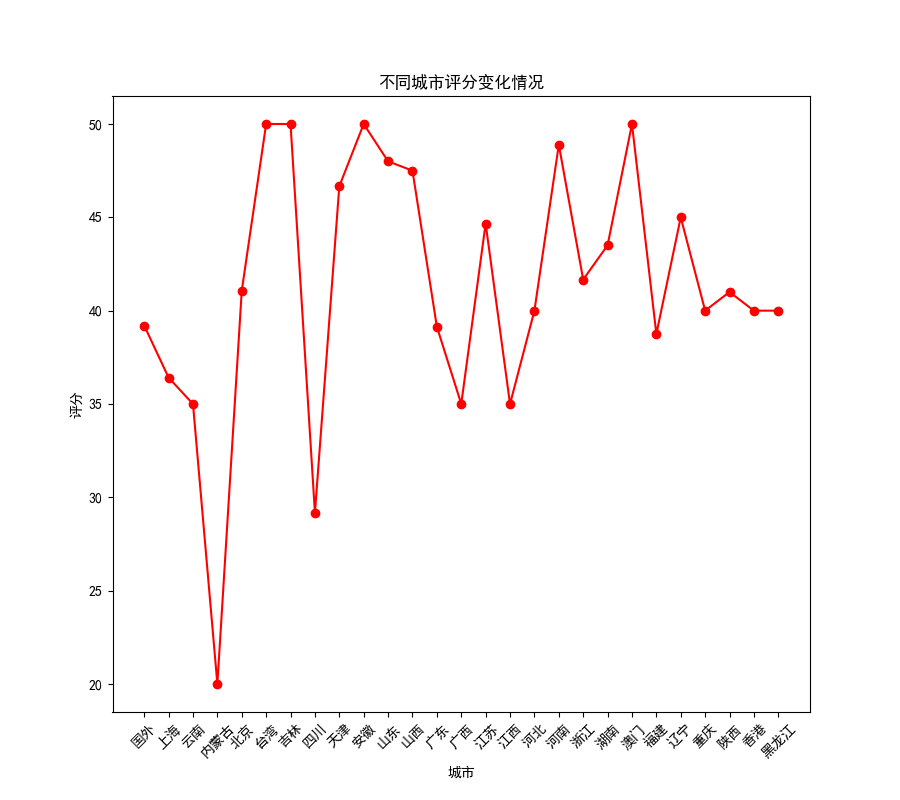 不同城市评分变化情况
评分
50
45
40
35
30
25
20
国外 上海 云南 内蒙古 北京 台湾 吉林 四川 天津 安徽 山东 山西 广东 广西 江苏 江西 河北 河南 浙江 湖南 澳门 福建 辽宁 重庆 陕西 香港 黑龙江
城市